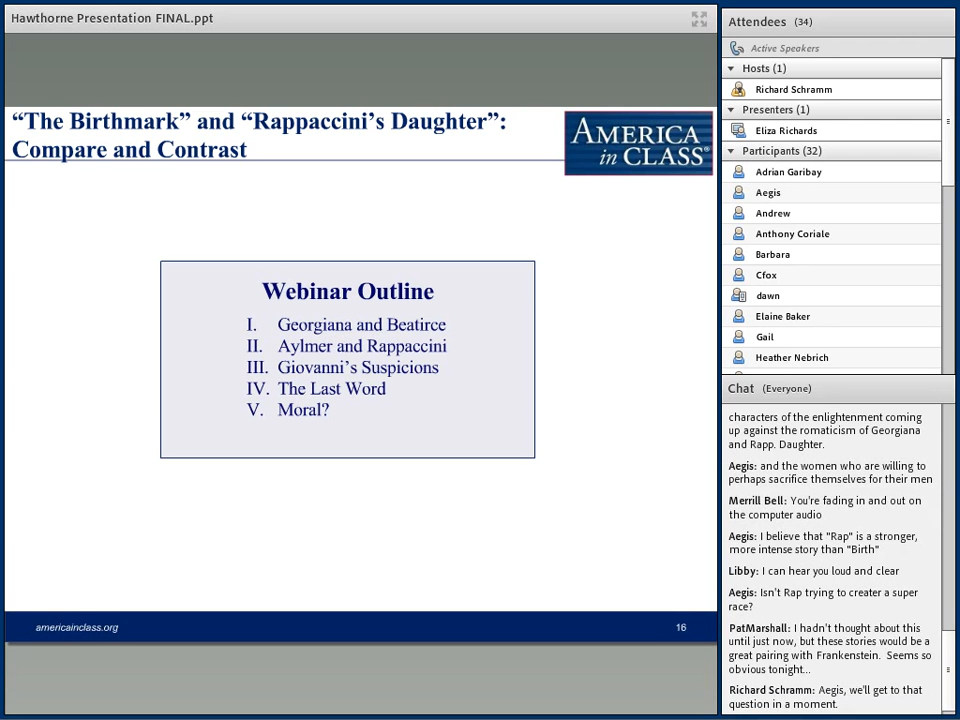 Hawthorne Presentation FINAL.ppt
“The Birthmark” and “Rappaccini’s Daughter”:
Compare and Contrast
AMERICA
in CLASS®
Webinar Outline
I. Georgiana and Beatirce
II. Aylmer and Rappaccini
III. Giovanni’s Suspicions
IV. The Last Word
V. Moral?
americainclass.org
16
Attendees (34)
Active Speakers
Hosts (1)
Richard Schramm
Presenters (1)
Eliza Richards
Participants (32)
Adrian Garibay
Aegis
Andrew
Anthony Coriale
Barbara
Cfox
dawn
Elaine Baker
Gail
Heather Nebrich
Chat (Everyone)
characters of the enlightenment coming
up against the romaticism of Georgiana
and Rapp. Daughter.
Aegis: and the women who are willing to
perhaps sacrifice themselves for their men
Merrill Bell: You're fading in and out on
the computer audio
Aegis: I believe that "Rap" is a stronger,
more intense story than "Birth"
Libby: I can hear you loud and clear
Aegis: Isn't Rap trying to creater a super
race?
PatMarshall: I hadn't thought about this
until just now, but these stories would be a
great pairing with Frankenstein. Seems so
obvious tonight...
Richard Schramm: Aegis, we'll get to that
question in a moment.